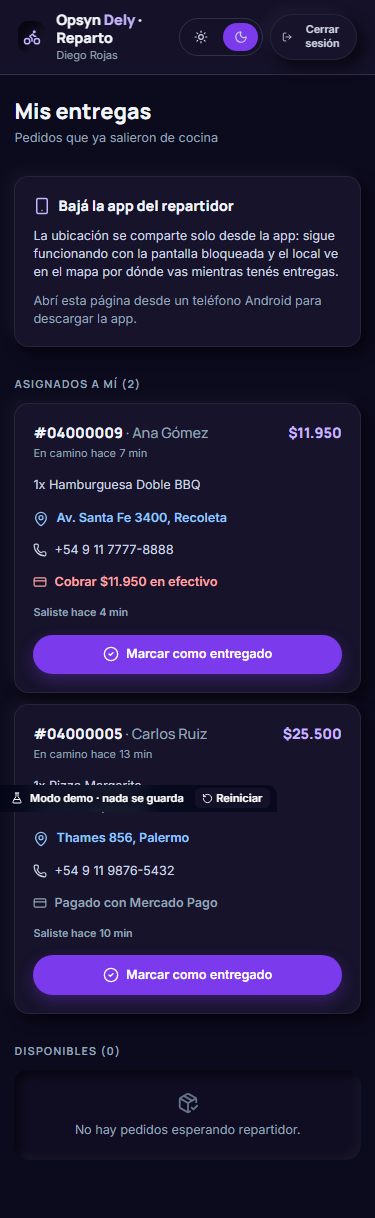 Opsyn Dely ·
Reparto
Diego Rojas
Cerrar
sesión
Mis entregas
Pedidos que ya salieron de cocina
Bajá la app del repartidor
La ubicación se comparte solo desde la app: sigue
funcionando con la pantalla bloqueada y el local ve
en el mapa por dónde vas mientras tenés entregas.
Abrí esta página desde un teléfono Android para
descargar la app.
ASIGNADOS A MÍ (2)
#04000009 · Ana Gómez $11.950
En camino hace 7 min
1x Hamburguesa Doble BBQ
Av. Santa Fe 3400, Recoleta
+54 9 11 7777-8888
Cobrar $11.950 en efectivo
Saliste hace 4 min
Marcar como entregado
#04000005 · Carlos Ruiz $25.500
En camino hace 13 min
1x Pizza Margarita
Modo demo · nada se guarda Reiniciar
Thames 856, Palermo
+54 9 11 9876-5432
Pagado con Mercado Pago
Saliste hace 10 min
Marcar como entregado
DISPONIBLES (0)
No hay pedidos esperando repartidor.